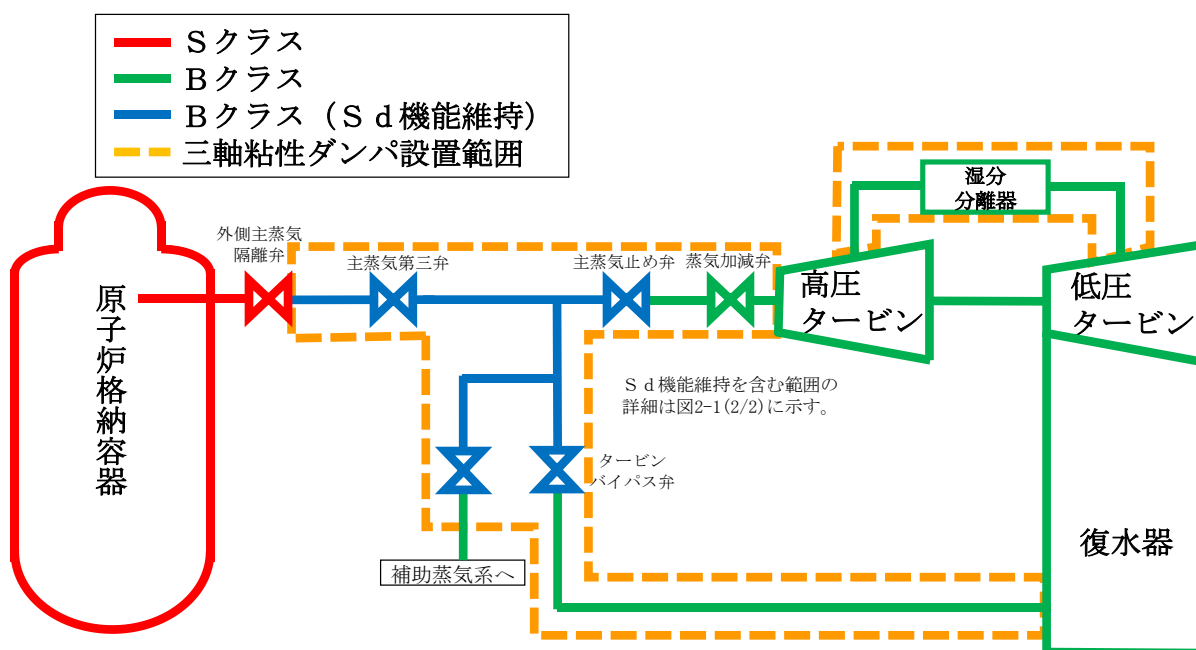 Sクラス
Bクラス
Bクラス（Sd機能維持）
三軸粘性ダンパ設置範囲
湿分
分離器
外側主蒸気
隔離弁
主蒸気第三弁
主蒸気止め弁
蒸気加減弁
高圧
タービン
低圧
タービン
原子炉格納容器
Sd機能維持を含む範囲の
詳細は図2-1(2/2)に示す。
タービン
バイパス弁
復水器
補助蒸気系へ